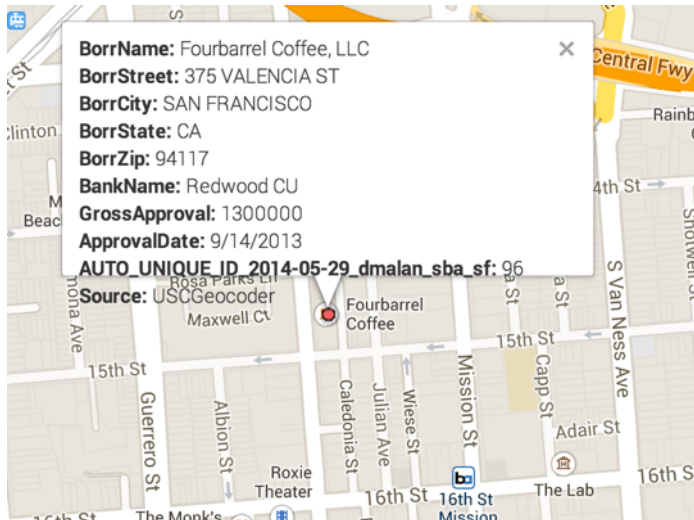 BorrName: Fourbarrel Coffee, LLC
BorrStreet: 375 VALENCIA ST
BorrCity: SAN FRANCISCO
BorrState: CA
BorrZip: 94117
BankName: Redwood CU
GrossApproval: 1300000
ApprovalDate: 9/14/2013
AUTO_UNIQUE_ID_2014-05-29_dmalan_sba_sf: 96
Source: USCGeocoder
×
Central Fwy
Clinton
4th St
Rosa Parks Ln
Maxwell Ct
Fourbarrel
Coffee
S Van Ness Ave
15th St
15th St
Guerrero St
Albion St
Caledonia St
Julian Ave
Wiese St
Mission St
Capp St
Adair St
Roxie
Theater
16th St
16th St
Mission
The Lab
16th S
16th St
The Monk's